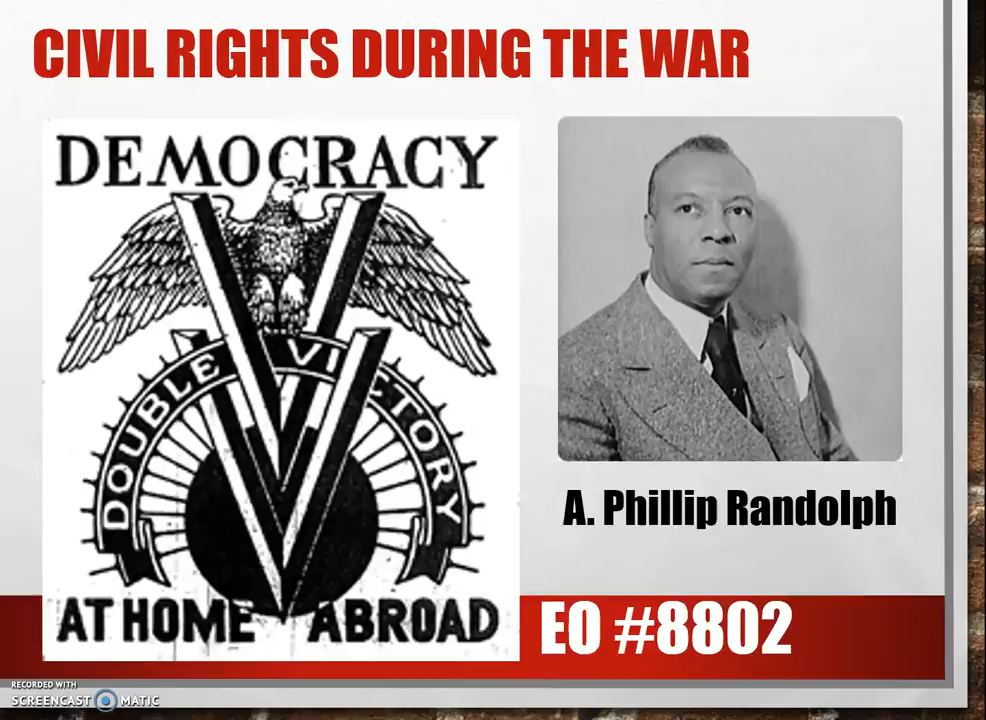 CIVIL RIGHTS DURING THE WAR
DEMOCRACY
DOUBLE VICTORY
AT HOME ABROAD
A. Phillip Randolph
EO #8802
RECORDED WITH
SCREENCAST MATIC